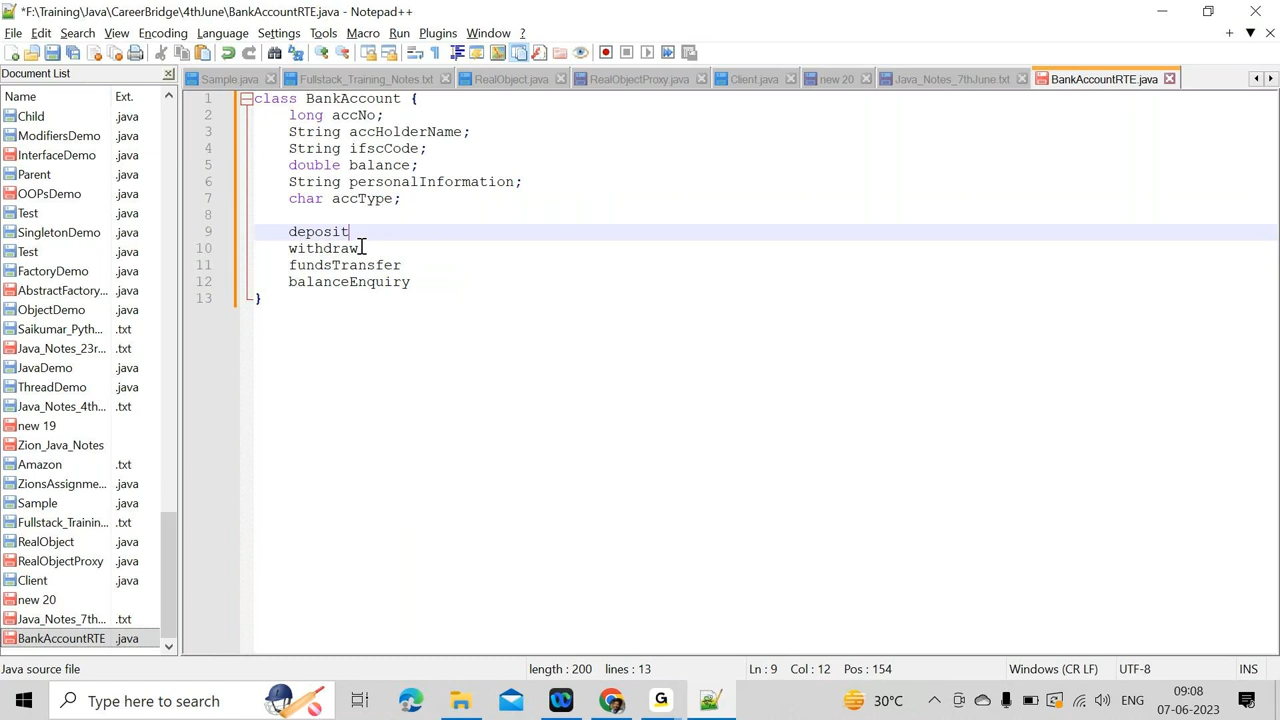 *F:\Training\Java\CareerBridge\4thJune\BankAccountRTE.java - Notepad++
File Edit Search View Encoding Language Settings Tools Macro Run Plugins Window ?
Document List
Sample.java Fullstack_Training_Notes.txt RealObject.java RealObjectProxy.java Client.java new 20 Java_Notes_7thJune.txt BankAccountRTE.java
Name Ext.
Child .java
ModifiersDemo .java
InterfaceDemo .java
Parent .java
OOPsDemo .java
Test .java
SingletonDemo .java
Test .java
FactoryDemo .java
AbstractFactory... .java
ObjectDemo .java
Saikumar_Pyth... .txt
Java_Notes_23r... .txt
JavaDemo .java
ThreadDemo .java
Java_Notes_4th... .txt
new 19
Zion_Java_Notes
Amazon .txt
ZionsAssignme... .java
Sample .java
Fullstack_Trainin... .txt
RealObject .java
RealObjectProxy .java
Client .java
new 20
Java_Notes_7th... .txt
BankAccountRTE .java
1 class BankAccount {
2 long accNo;
3 String accHolderName;
4 String ifscCode;
5 double balance;
6 String personalInformation;
7 char accType;
8
9 deposit
10 withdraw
11 fundsTransfer
12 balanceEnquiry
13 }
Java source file length : 200 lines : 13 Ln : 9 Col : 12 Pos : 154 Windows (CR LF) UTF-8 INS
Type here to search 30°C ENG 09:08
07-06-2023